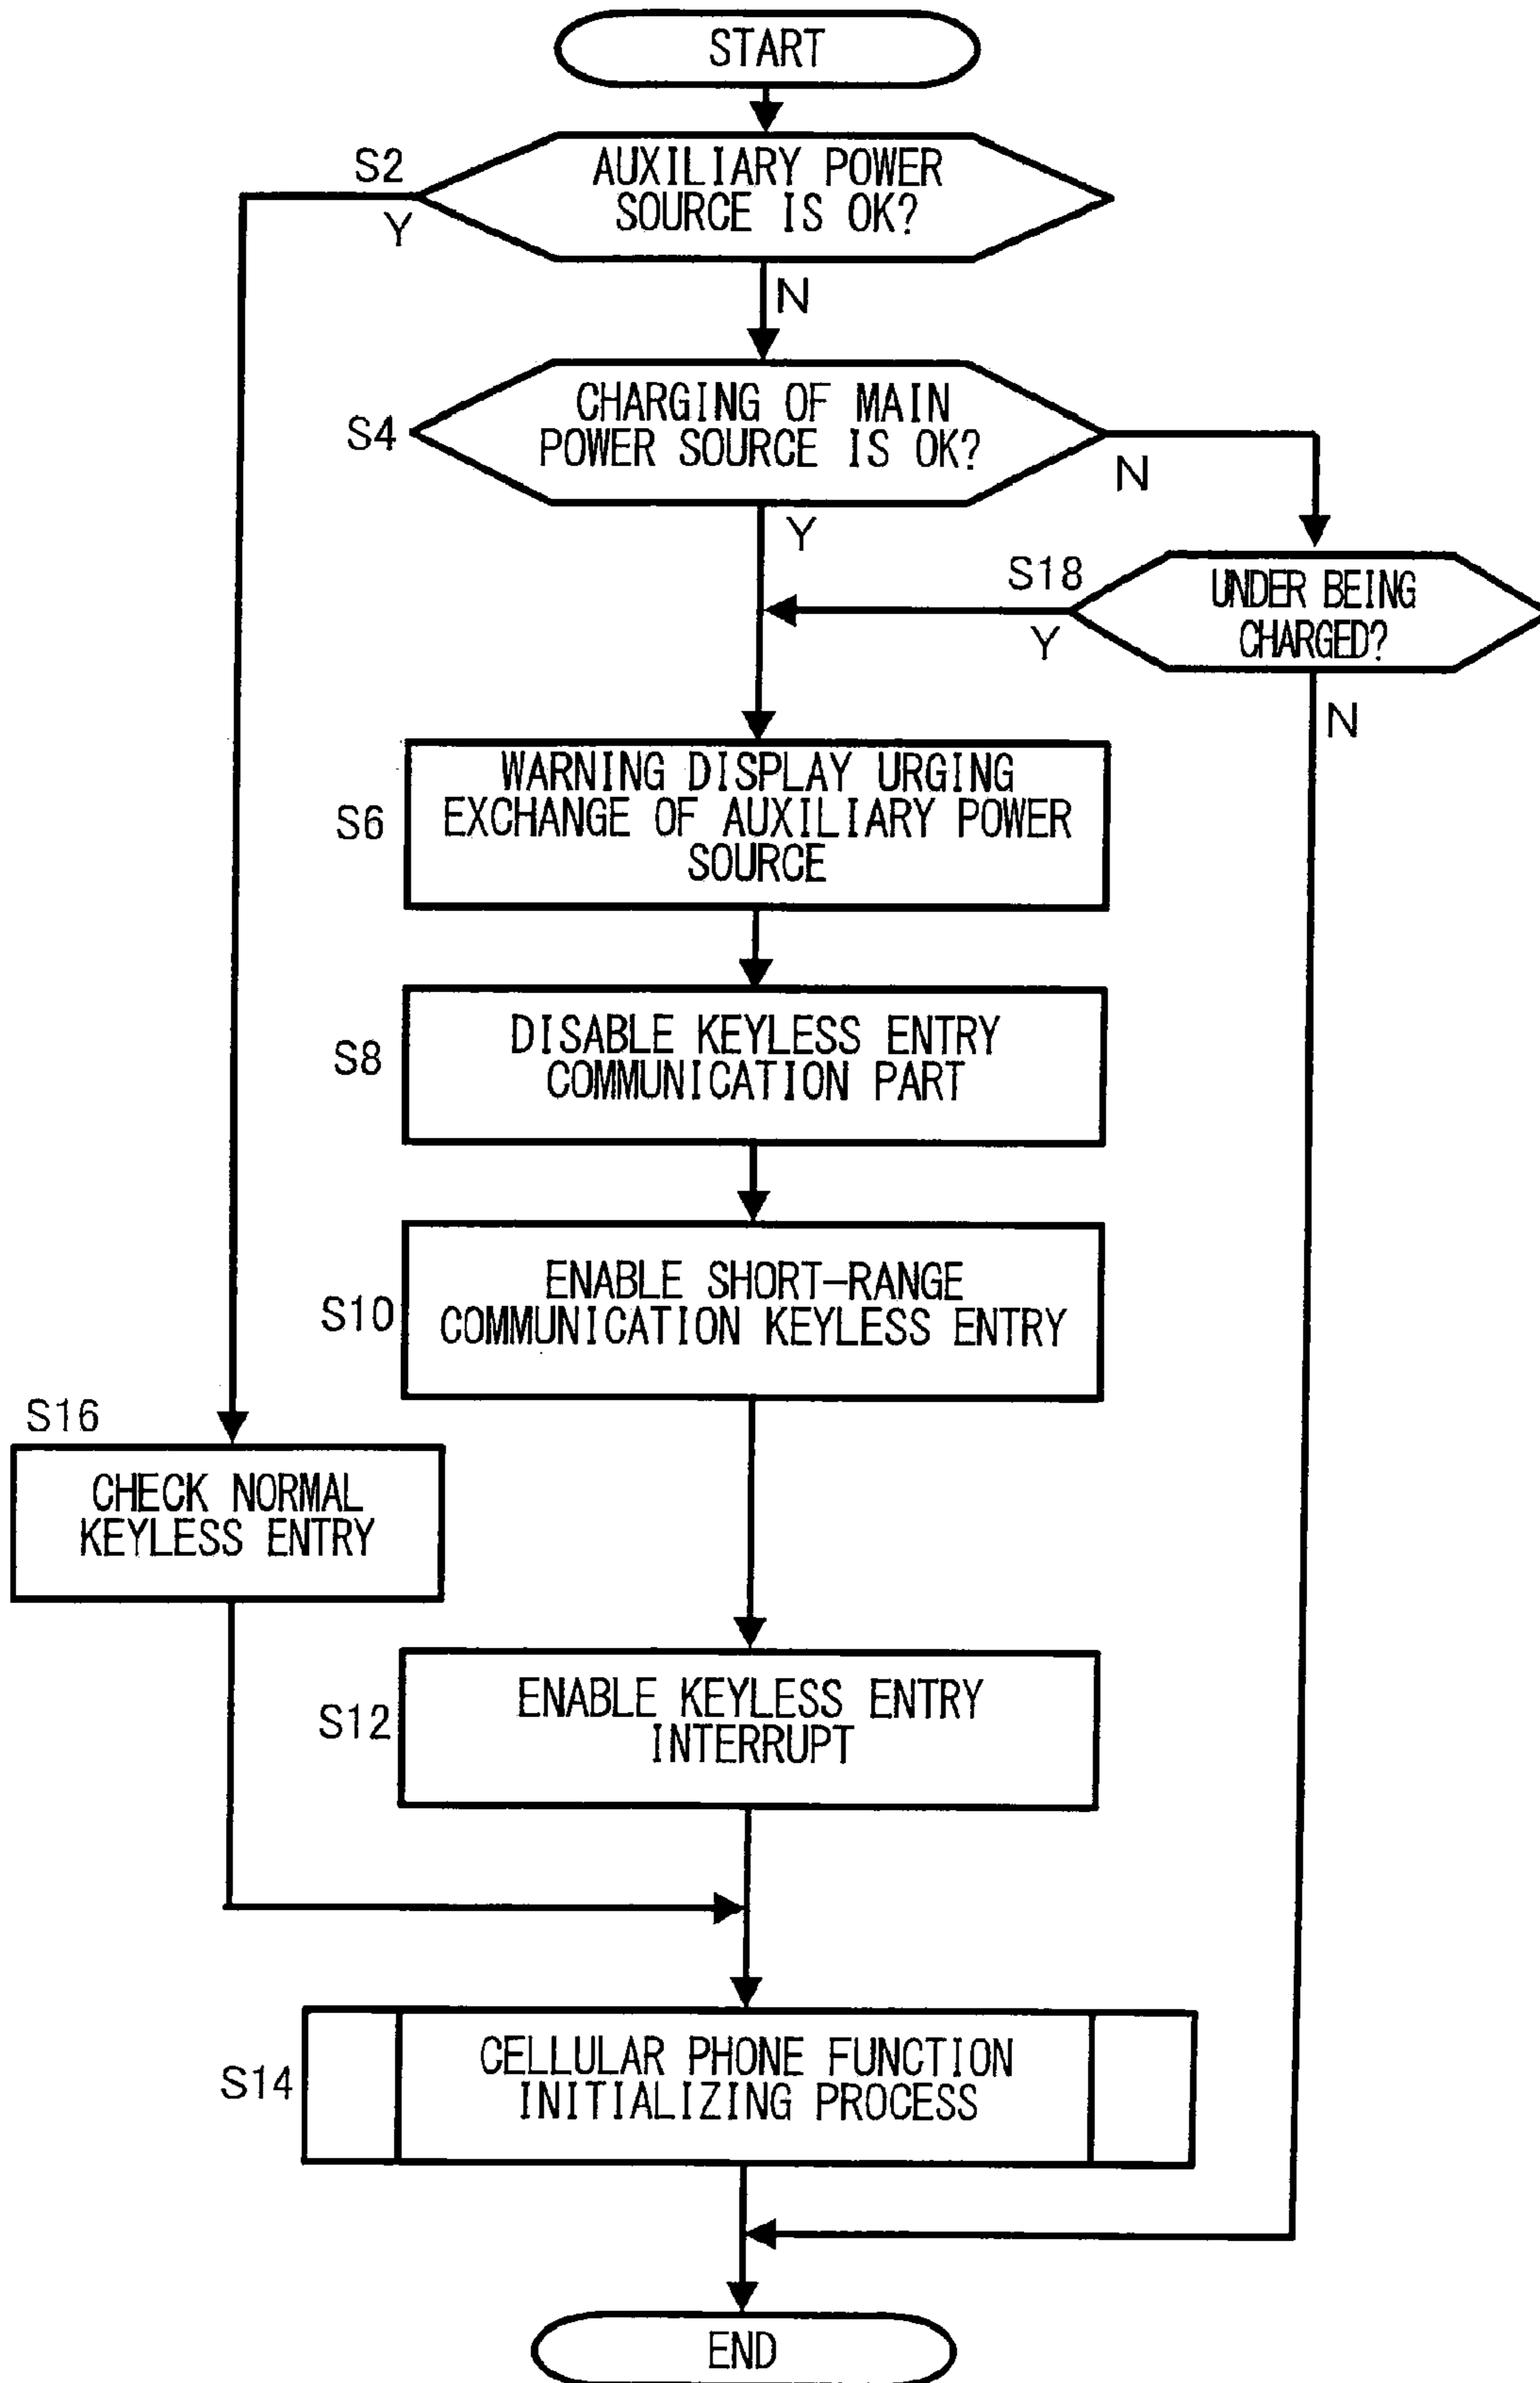 START
S2
AUXILIARY POWER
SOURCE IS OK?
Y
N
S4
CHARGING OF MAIN
POWER SOURCE IS OK?
N
Y
S18
UNDER BEING
CHARGED?
Y
N
S6
WARNING DISPLAY URGING
EXCHANGE OF AUXILIARY POWER
SOURCE
S8
DISABLE KEYLESS ENTRY
COMMUNICATION PART
S10
ENABLE SHORT-RANGE
COMMUNICATION KEYLESS ENTRY
S16
CHECK NORMAL
KEYLESS ENTRY
S12
ENABLE KEYLESS ENTRY
INTERRUPT
S14
CELLULAR PHONE FUNCTION
INITIALIZING PROCESS
END